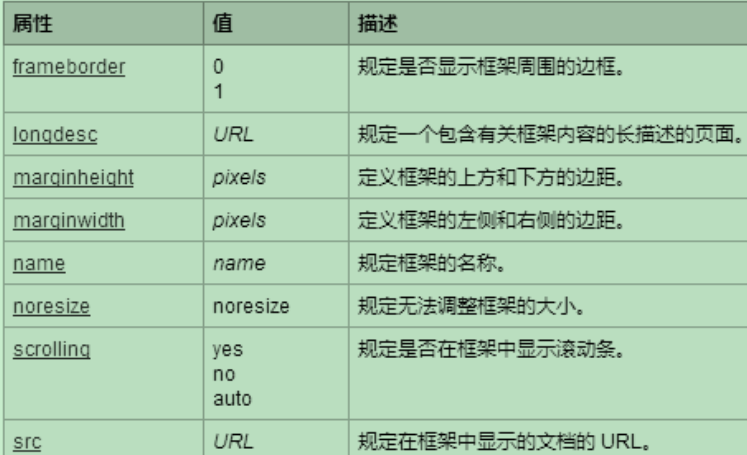 属性 值 描述
frameborder 0 规定是否显示框架周围的边框。
1
longdesc URL 规定一个包含有关框架内容的长描述的页面。
marginheight pixels 定义框架的上方和下方的边距。
marginwidth pixels 定义框架的左侧和右侧的边距。
name name 规定框架的名称。
noresize noresize 规定无法调整框架的大小。
scrolling yes 规定是否在框架中显示滚动条。
no
auto
src URL 规定在框架中显示的文档的 URL。